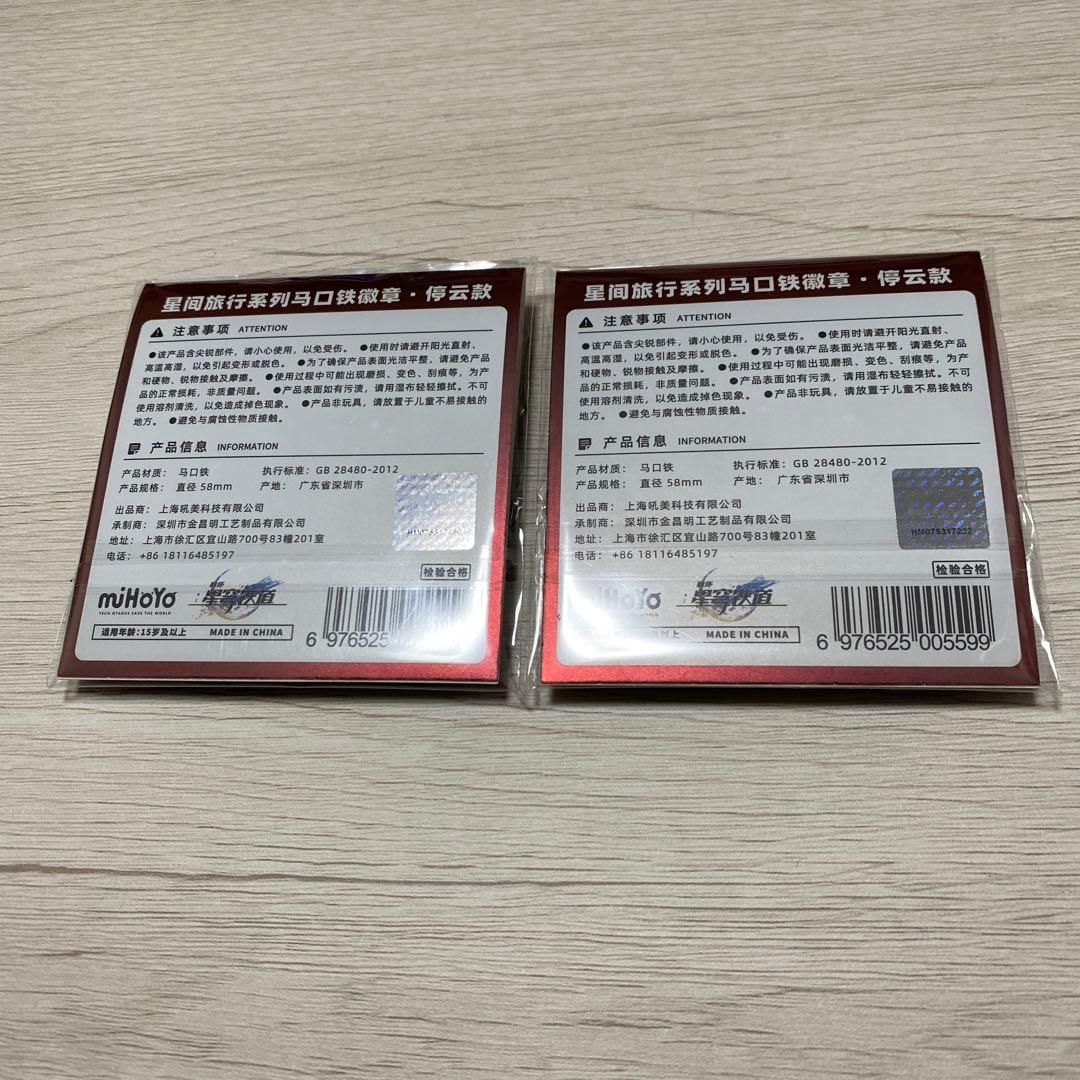 星间旅行系列马口铁徽章·停云款
注意事项 ATTENTION
●该产品含尖锐部件，请小心使用，以免受伤。 ●使用时请避开阳光直射、
高温高湿，以免引起变形或脱色。 ●为了确保产品表面光洁平整，请避免产品
和硬物、锐物接触及摩擦。 ●使用过程中可能出现磨损、变色、刮痕等，为产
品的正常损耗，非质量问题。 ●产品表面如有污渍，请用湿布轻轻擦拭。不可
使用溶剂清洗，以免造成掉色现象。 ●产品非玩具，请放置于儿童不易接触的
地方。 ●避免与腐蚀性物质接触。
产品信息 INFORMATION
产品材质： 马口铁 执行标准：GB 28480-2012
产品规格： 直径 58mm 产地： 广东省深圳市
出品商：上海吼美科技有限公司
承制商：深圳市金昌明工艺制品有限公司
地址：上海市徐汇区宜山路700号83幢201室
电话：+86 18116485197
检验合格
miHoYo
TECH OTAKUS SAVE THE WORLD
崩坏
星穹铁道
适用年龄:15岁及以上 MADE IN CHINA
6 976525
星间旅行系列马口铁徽章·停云款
注意事项 ATTENTION
●该产品含尖锐部件，请小心使用，以免受伤。 ●使用时请避开阳光直射、
高温高湿，以免引起变形或脱色。 ●为了确保产品表面光洁平整，请避免产品
和硬物、锐物接触及摩擦。 ●使用过程中可能出现磨损、变色、刮痕等，为产
品的正常损耗，非质量问题。 ●产品表面如有污渍，请用湿布轻轻擦拭。不可
使用溶剂清洗，以免造成掉色现象。 ●产品非玩具，请放置于儿童不易接触的
地方。 ●避免与腐蚀性物质接触。
产品信息 INFORMATION
产品材质： 马口铁 执行标准：GB 28480-2012
产品规格： 直径 58mm 产地： 广东省深圳市
出品商：上海吼美科技有限公司
承制商：深圳市金昌明工艺制品有限公司
地址：上海市徐汇区宜山路700号83幢201室
电话：+86 18116485197
HM075317232
检验合格
miHoYo
崩坏
星穹铁道
及以上 MADE IN CHINA
6 976525 005599